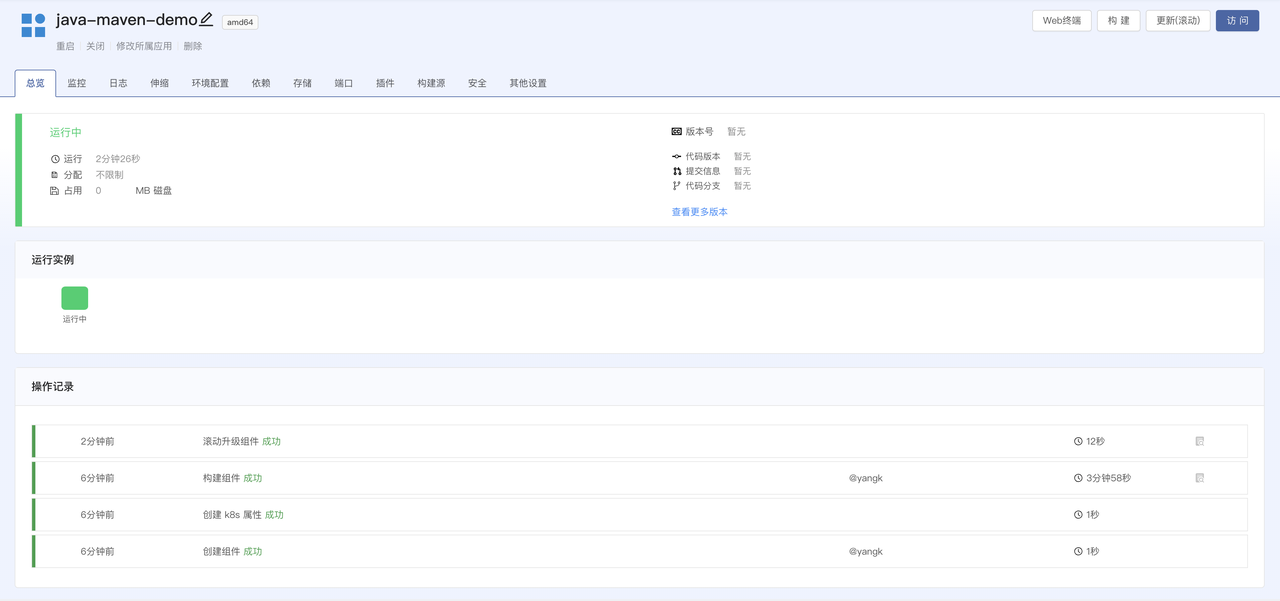 java-maven-demo amd64
Web终端 构 建 更新(滚动) 访 问
重启 关闭 修改所属应用 删除
总览 监控 日志 伸缩 环境配置 依赖 存储 端口 插件 构建源 安全 其他设置
运行中
运行 2分钟26秒
分配 不限制
占用 0 MB 磁盘
版本号 暂无
代码版本 暂无
提交信息 暂无
代码分支 暂无
查看更多版本
运行实例
运行中
操作记录
2分钟前 滚动升级组件 成功 12秒
6分钟前 构建组件 成功 @yangk 3分钟58秒
6分钟前 创建 k8s 属性 成功 1秒
6分钟前 创建组件 成功 @yangk 1秒